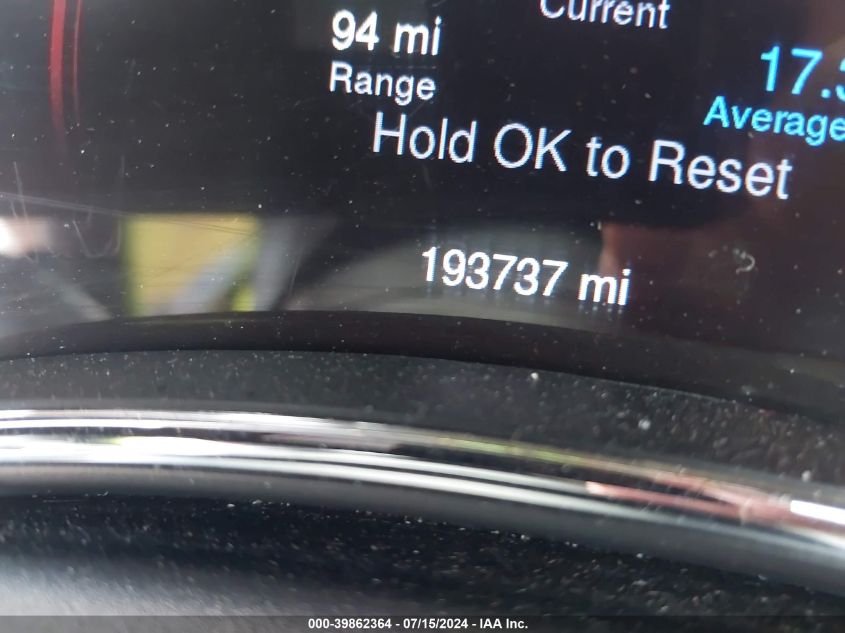 Current
94 mi
Range
17.
Average
Hold OK to Reset
193737 mi
000-39862364 - 07/15/2024 - IAA Inc.